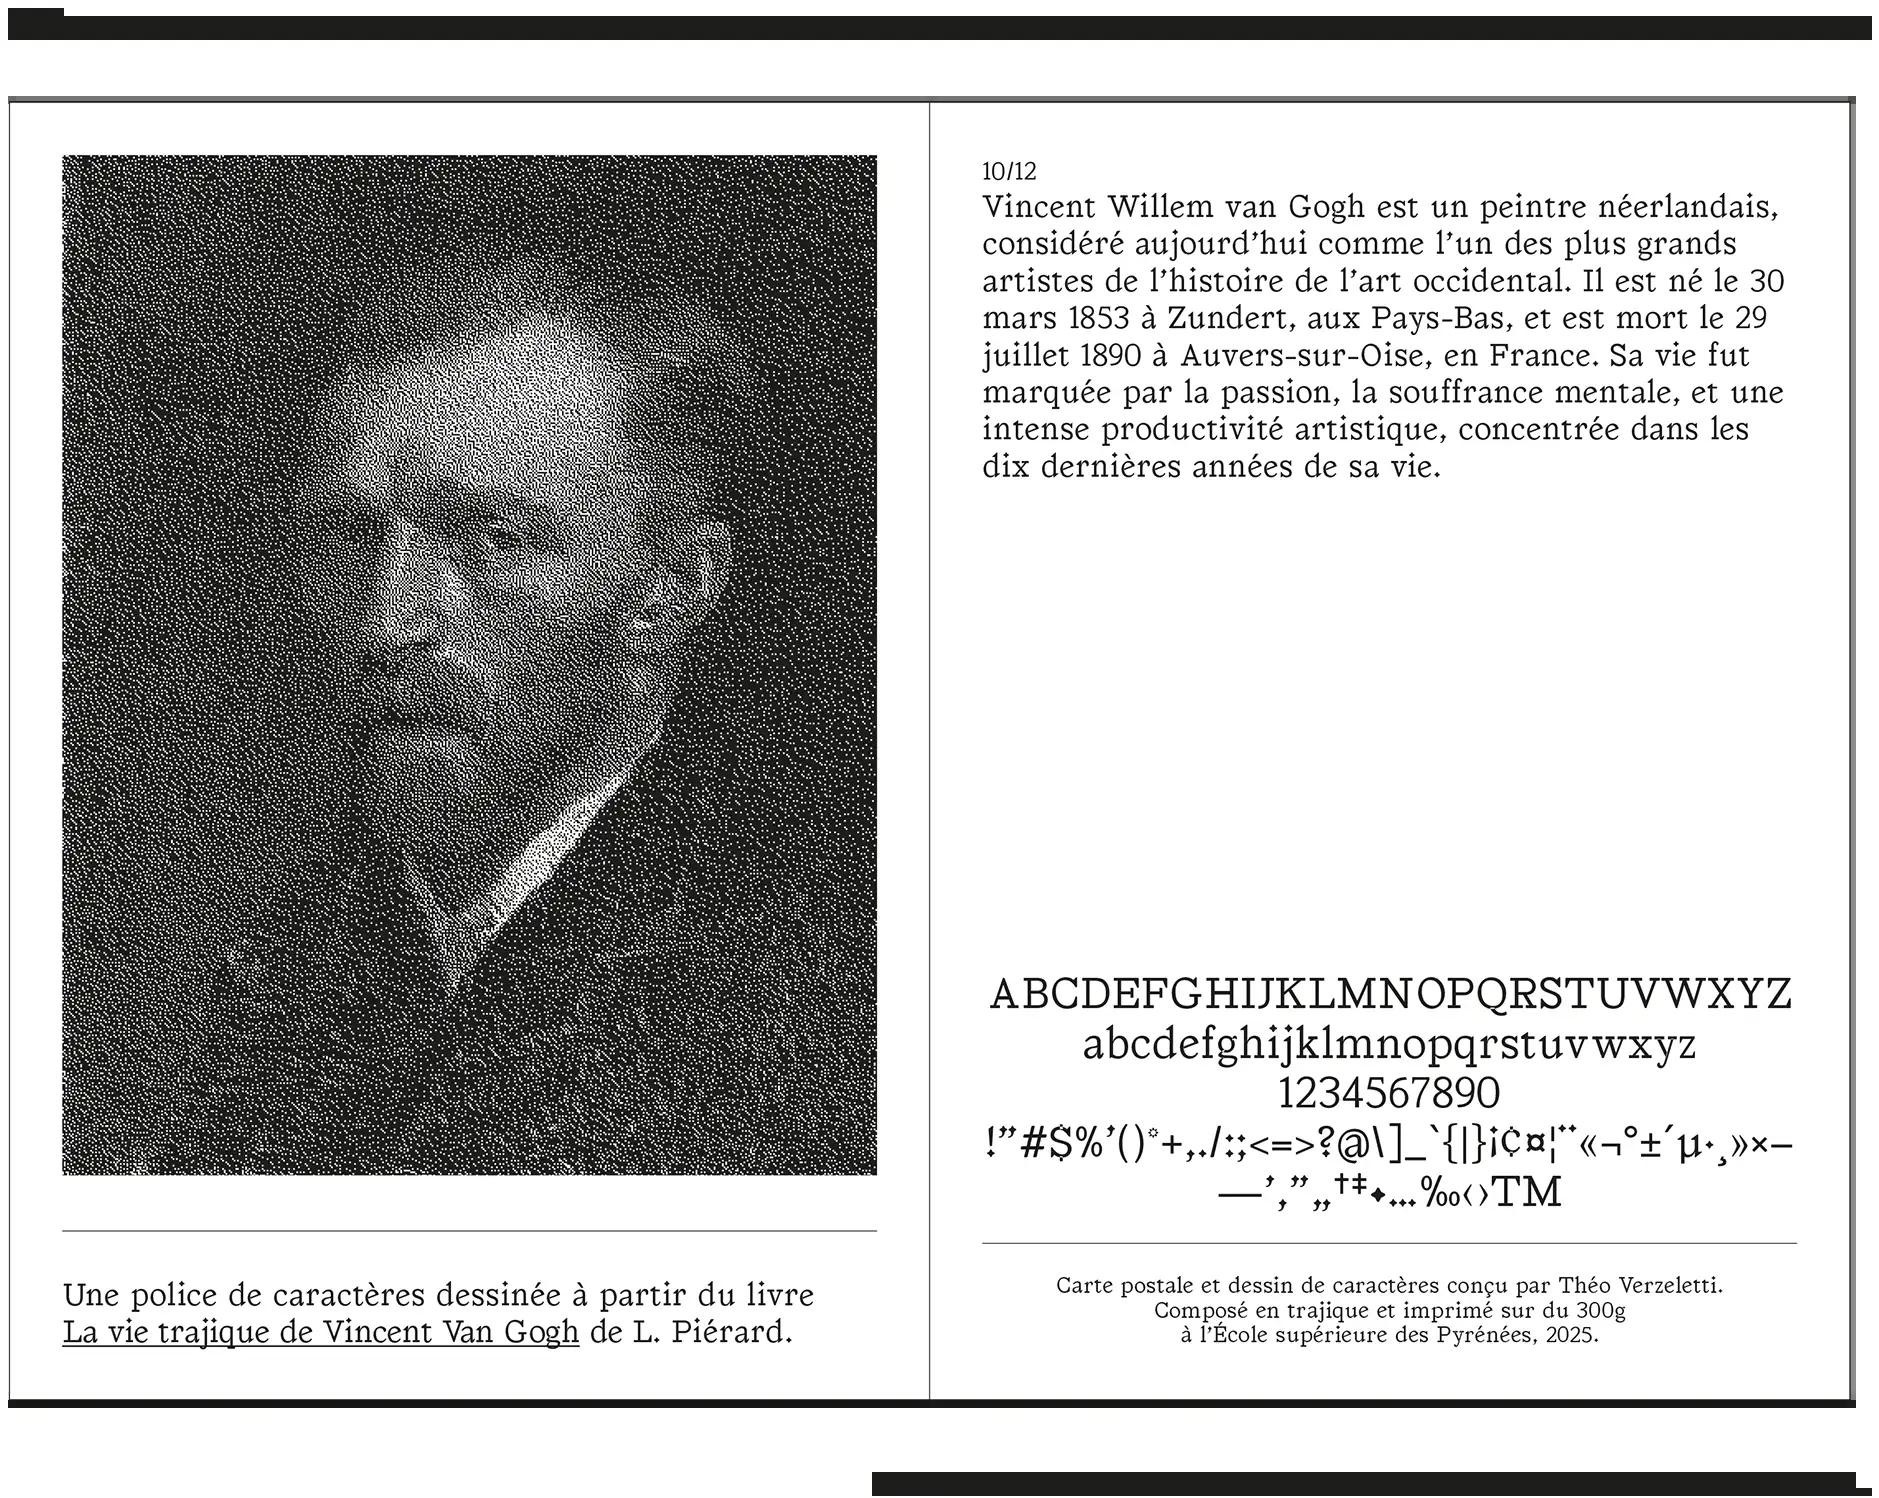 10/12
Vincent Willem van Gogh est un peintre néerlandais,
considéré aujourd’hui comme l’un des plus grands
artistes de l’histoire de l’art occidental. Il est né le 30
mars 1853 à Zundert, aux Pays-Bas, et est mort le 29
juillet 1890 à Auvers-sur-Oise, en France. Sa vie fut
marquée par la passion, la souffrance mentale, et une
intense productivité artistique, concentrée dans les
dix dernières années de sa vie.
ABCDEFGHIJKLMNOPQRSTUVWXYZ
abcdefghijklmnopqrstuvwxyz
1234567890
!”#$%’()*+,./:;<=>?@\]_`{|}¡¢¤¦¨¨«¬°±´µ·¸»×–
—’‚”„†‡•…‰‹›TM
Une police de caractères dessinée à partir du livre
La vie trajique de Vincent Van Gogh de L. Piérard.
Carte postale et dessin de caractères conçu par Théo Verzeletti.
Composé en trajique et imprimé sur du 300g
à l’École supérieure des Pyrénées, 2025.